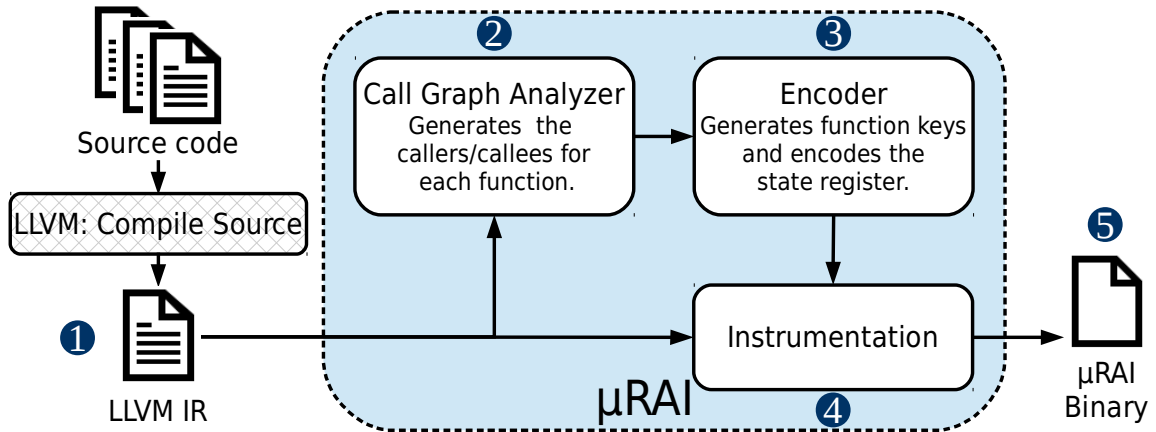 Source code
LLVM: Compile Source
1
LLVM IR
2
Call Graph Analyzer
Generates the
callers/callees for
each function.
3
Encoder
Generates function keys
and encodes the
state register.
Instrumentation
4
µRAI
5
µRAI
Binary